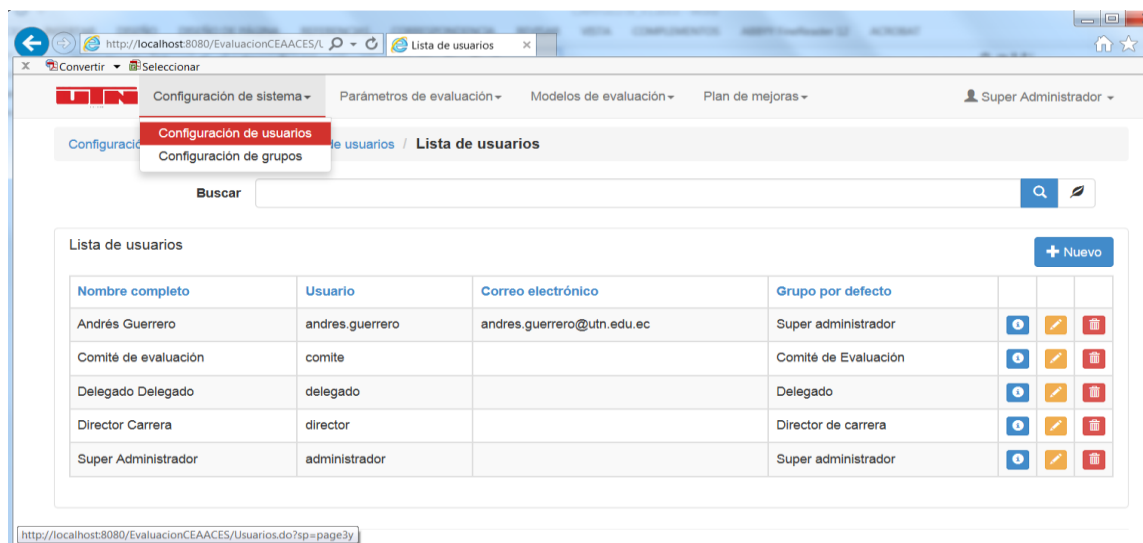 http://localhost:8080/EvaluacionCEAACES/L
Lista de usuarios
Convertir Seleccionar
UTN Configuración de sistema Parámetros de evaluación Modelos de evaluación Plan de mejoras Super Administrador
Configuración de usuarios
Configuració de usuarios / Lista de usuarios
Configuración de grupos
Buscar
Lista de usuarios
Nuevo
Nombre completo Usuario Correo electrónico Grupo por defecto
Andrés Guerrero andres.guerrero andres.guerrero@utn.edu.ec Super administrador
Comité de evaluación comite Comité de Evaluación
Delegado Delegado delegado Delegado
Director Carrera director Director de carrera
Super Administrador administrador Super administrador
http://localhost:8080/EvaluacionCEAACES/Usuarios.do?sp=page3y